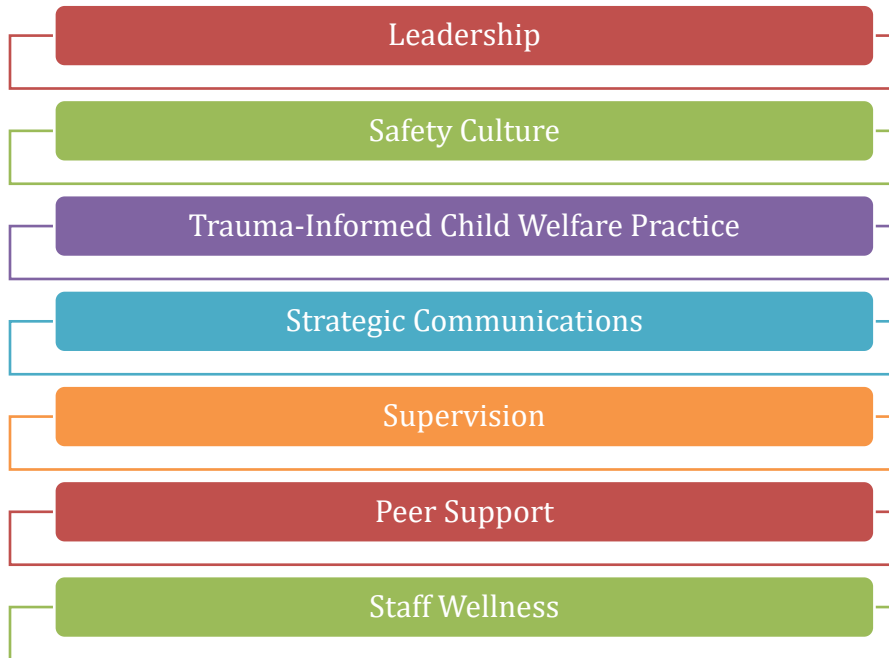 Leadership
Safety Culture
Trauma-Informed Child Welfare Practice
Strategic Communications
Supervision
Peer Support
Staff Wellness